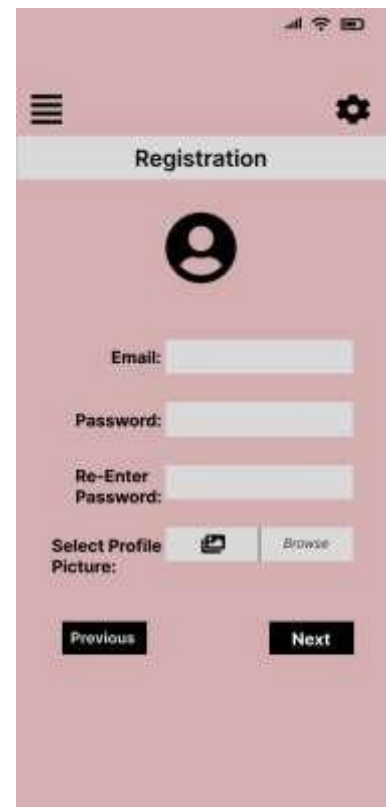 Registration
Email:
Password:
Re-Enter
Password:
Select Profile
Picture:
Browse
Previous
Next